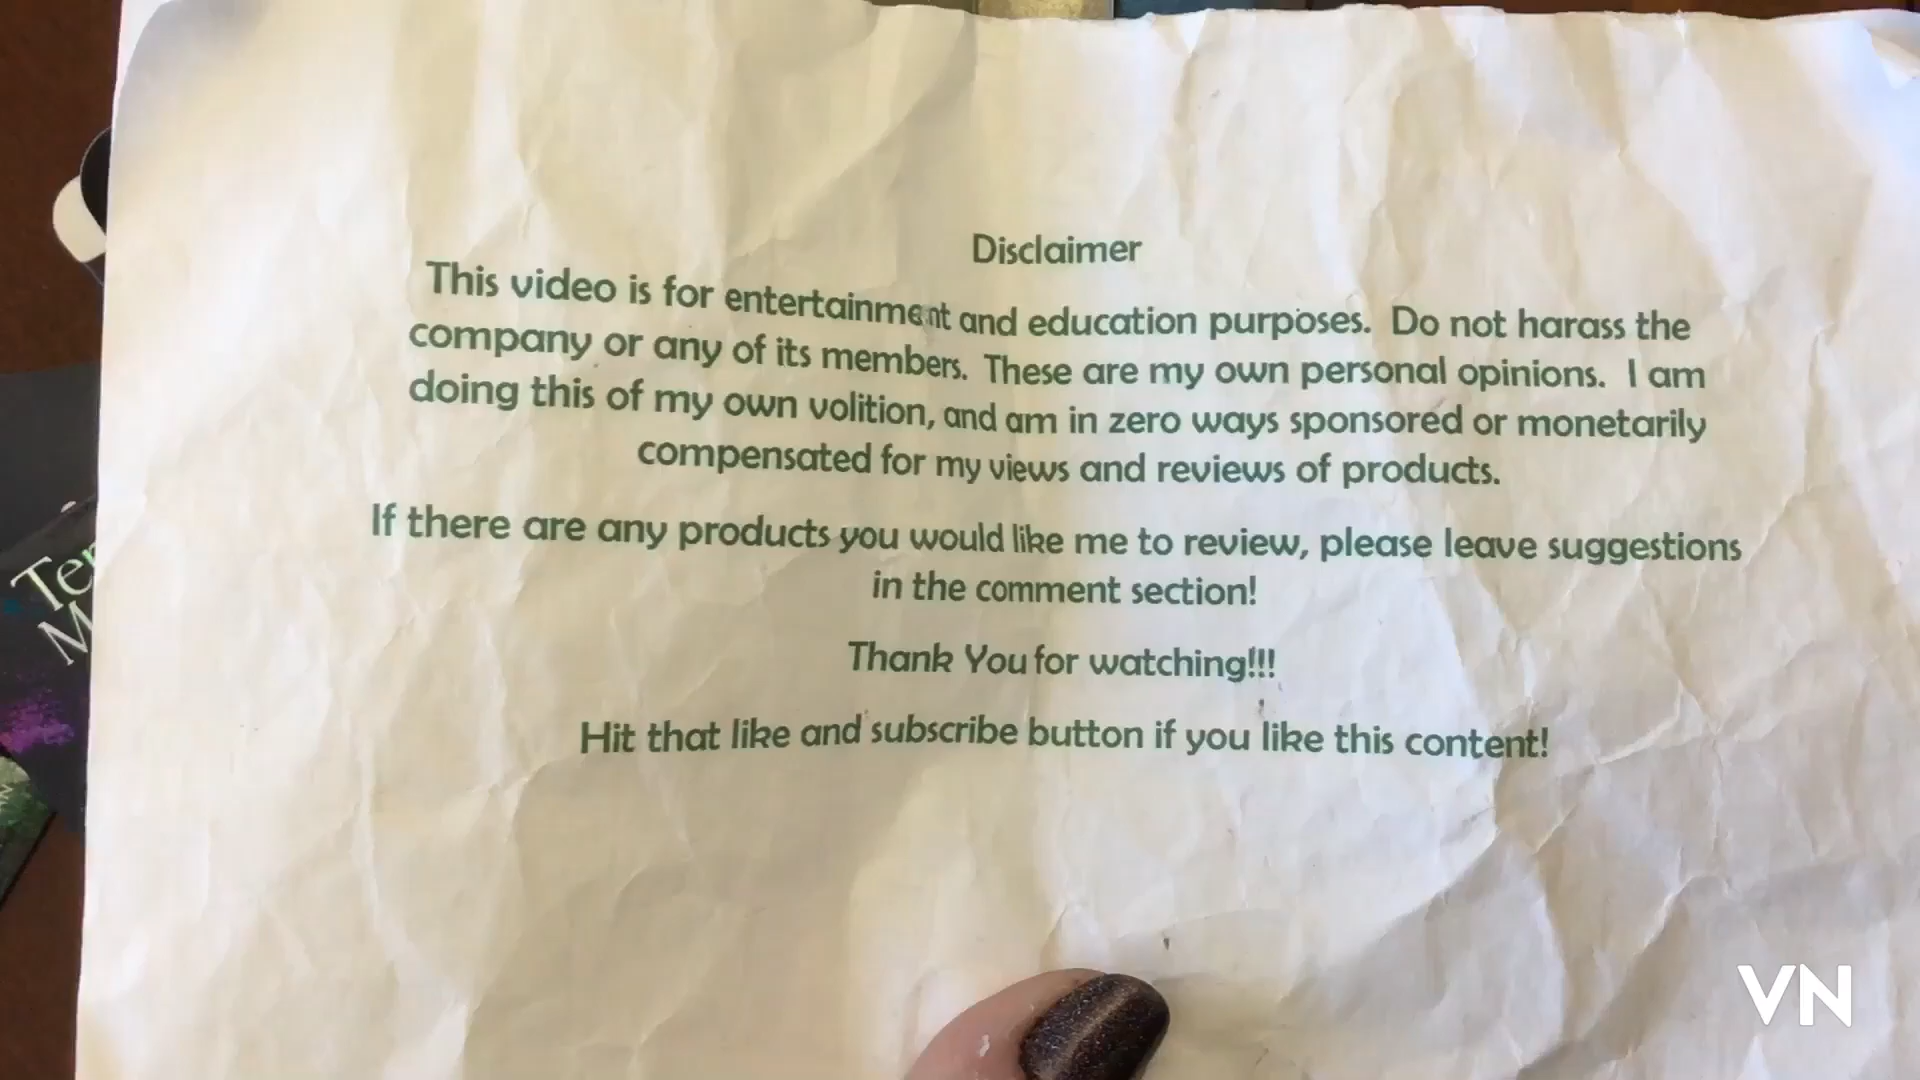 Disclaimer
This video is for entertainment and education purposes. Do not harass the
company or any of its members. These are my own personal opinions. I am
doing this of my own volition, and am in zero ways sponsored or monetarily
compensated for my views and reviews of products.
If there are any products you would like me to review, please leave suggestions
in the comment section!
Thank You for watching!!!
Hit that like and subscribe button if you like this content!
VN